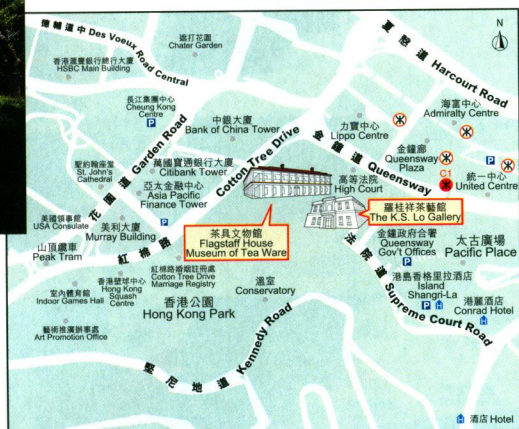 德輔道中 Des Voeux Road Central
遮打花園
Chater Garden
夏慤道 Harcourt Road
N
香港滙豐銀行總行大廈
HSBC Main Building
長江集團中心
Cheung Kong
Centre
P
中銀大廈
Bank of China Tower
力寶中心
Lippo Centre
海富中心
Admiralty Centre
金鐘廊
Queensway
Plaza
金鐘道 Queensway
C1
P
統一中心
United Centre
花園道 Garden Road
聖約翰座堂
St. John's
Cathedral
萬國寶通銀行大廈
Citibank Tower
亞太金融中心
Asia Pacific
Finance Tower
紅棉路 Cotton Tree Drive
高等法院
High Court
羅桂祥茶藝館
The K.S. Lo Gallery
茶具文物館
Flagstaff House
Museum of Tea Ware
美國領事館
USA Consulate
美利大廈
Murray Building
P
山頂纜車
Peak Tram
香港壁球中心
Hong Kong
Squash
Centre
紅棉路婚姻註冊處
Cotton Tree Drive
Marriage Registry
室內體育館
Indoor Games Hall
藝術推廣辦事處
Art Promotion Office
香港公園
Hong Kong Park
溫室
Conservatory
金鐘政府合署
Queensway
Gov't Offices
P
太古廣場
Pacific Place
港島香格里拉酒店
Island
Shangri-La
P H
港麗酒店
Conrad Hotel
H
法院道 Supreme Court Road
堅尼地道 Kennedy Road
H 酒店 Hotel